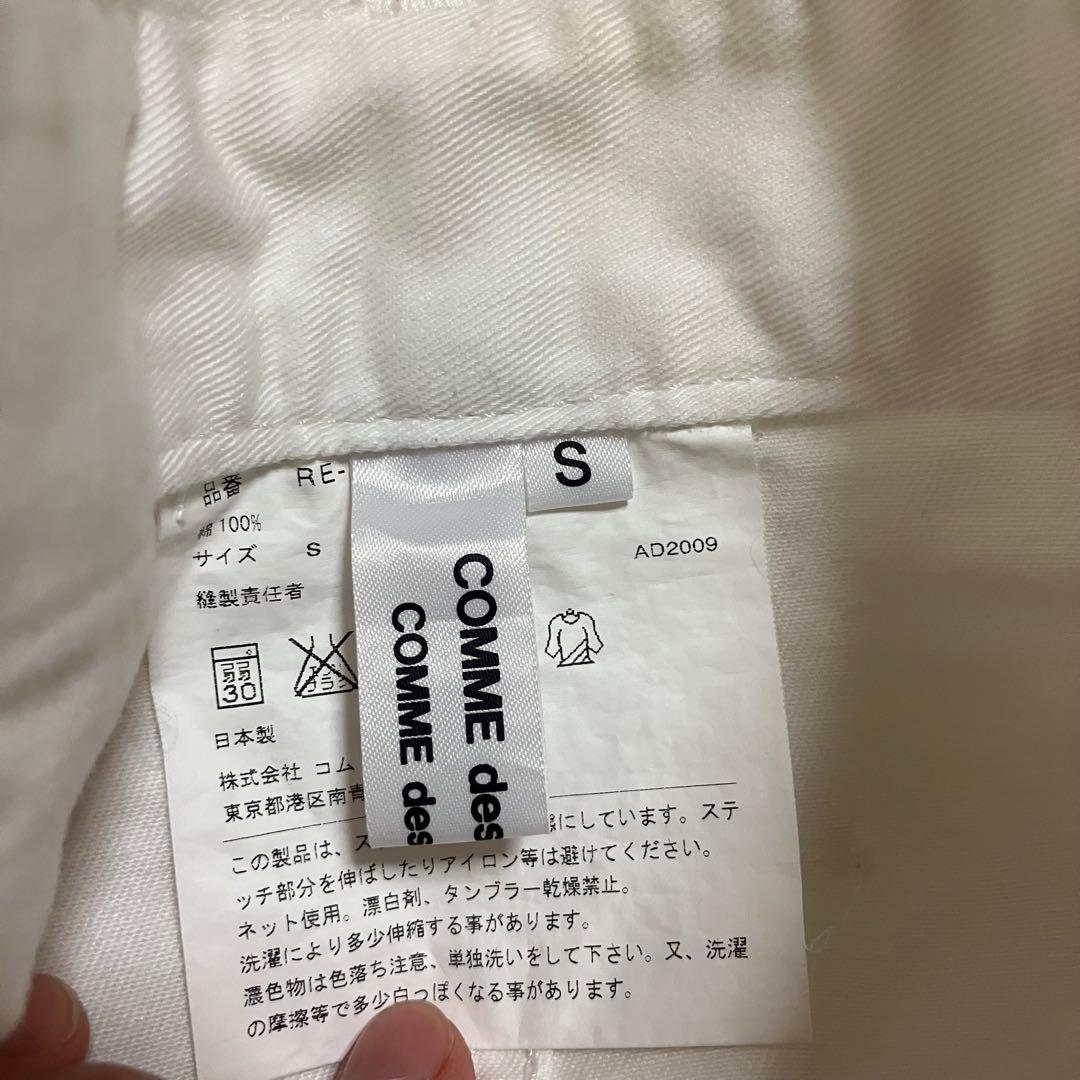 S
品番 RE-
綿 100%
サイズ S
AD2009
縫製責任者
弱
30
エンソサラシ
日本製
株式会社 コム
東京都港区南青
COMME des
COMME des
この製品は、ス
にしています。ステ
ッチ部分を伸ばしたりアイロン等は避けてください。
ネット使用。漂白剤、タンブラー乾燥禁止。
洗濯により多少伸縮する事があります。
濃色物は色落ち注意、単独洗いをして下さい。又、洗濯
の摩擦等で多少白っぽくなる事があります。